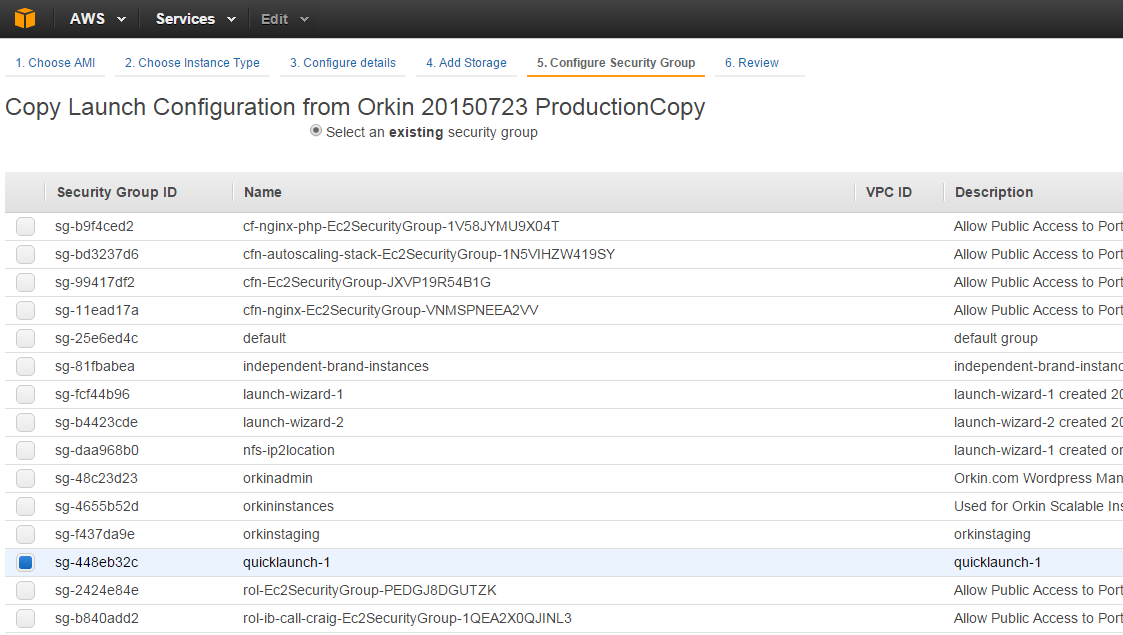 AWS Services Edit
1. Choose AMI 2. Choose Instance Type 3. Configure details 4. Add Storage 5. Configure Security Group 6. Review
Copy Launch Configuration from Orkin 20150723 ProductionCopy
Select an existing security group
Security Group ID Name VPC ID Description
sg-b9f4ced2 cf-nginx-php-Ec2SecurityGroup-1V58JYMU9X04T Allow Public Access to Port
sg-bd3237d6 cfn-autoscaling-stack-Ec2SecurityGroup-1N5VIHZW419SY Allow Public Access to Port
sg-99417df2 cfn-Ec2SecurityGroup-JXVP19R54B1G Allow Public Access to Port
sg-11ead17a cfn-nginx-Ec2SecurityGroup-VNMSPNEEA2VV Allow Public Access to Port
sg-25e6ed4c default default group
sg-81fbabea independent-brand-instances independent-brand-instanc
sg-fcf44b96 launch-wizard-1 launch-wizard-1 created 20
sg-b4423cde launch-wizard-2 launch-wizard-2 created 20
sg-daa968b0 nfs-ip2location launch-wizard-1 created on
sg-48c23d23 orkinadmin Orkin.com Wordpress Man
sg-4655b52d orkininstances Used for Orkin Scalable Ins
sg-f437da9e orkinstaging orkinstaging
sg-448eb32c quicklaunch-1 quicklaunch-1
sg-2424e84e rol-Ec2SecurityGroup-PEDGJ8DGUTZK Allow Public Access to Port
sg-b840add2 rol-ib-call-craig-Ec2SecurityGroup-1QEA2X0QJINL3 Allow Public Access to Port